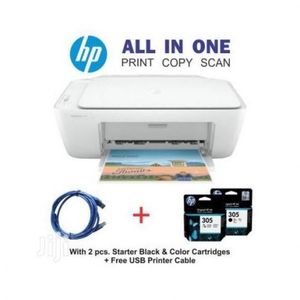 hp
ALL IN ONE
PRINT COPY SCAN
305
305
With 2 pcs. Starter Black & Color Cartridges
+ Free USB Printer Cable